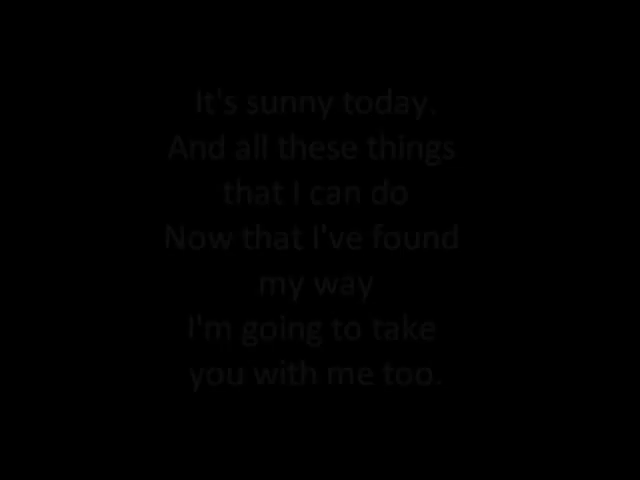 It's sunny today.
And all these things
that I can do
Now that I've found
my way
I'm going to take
you with me too.